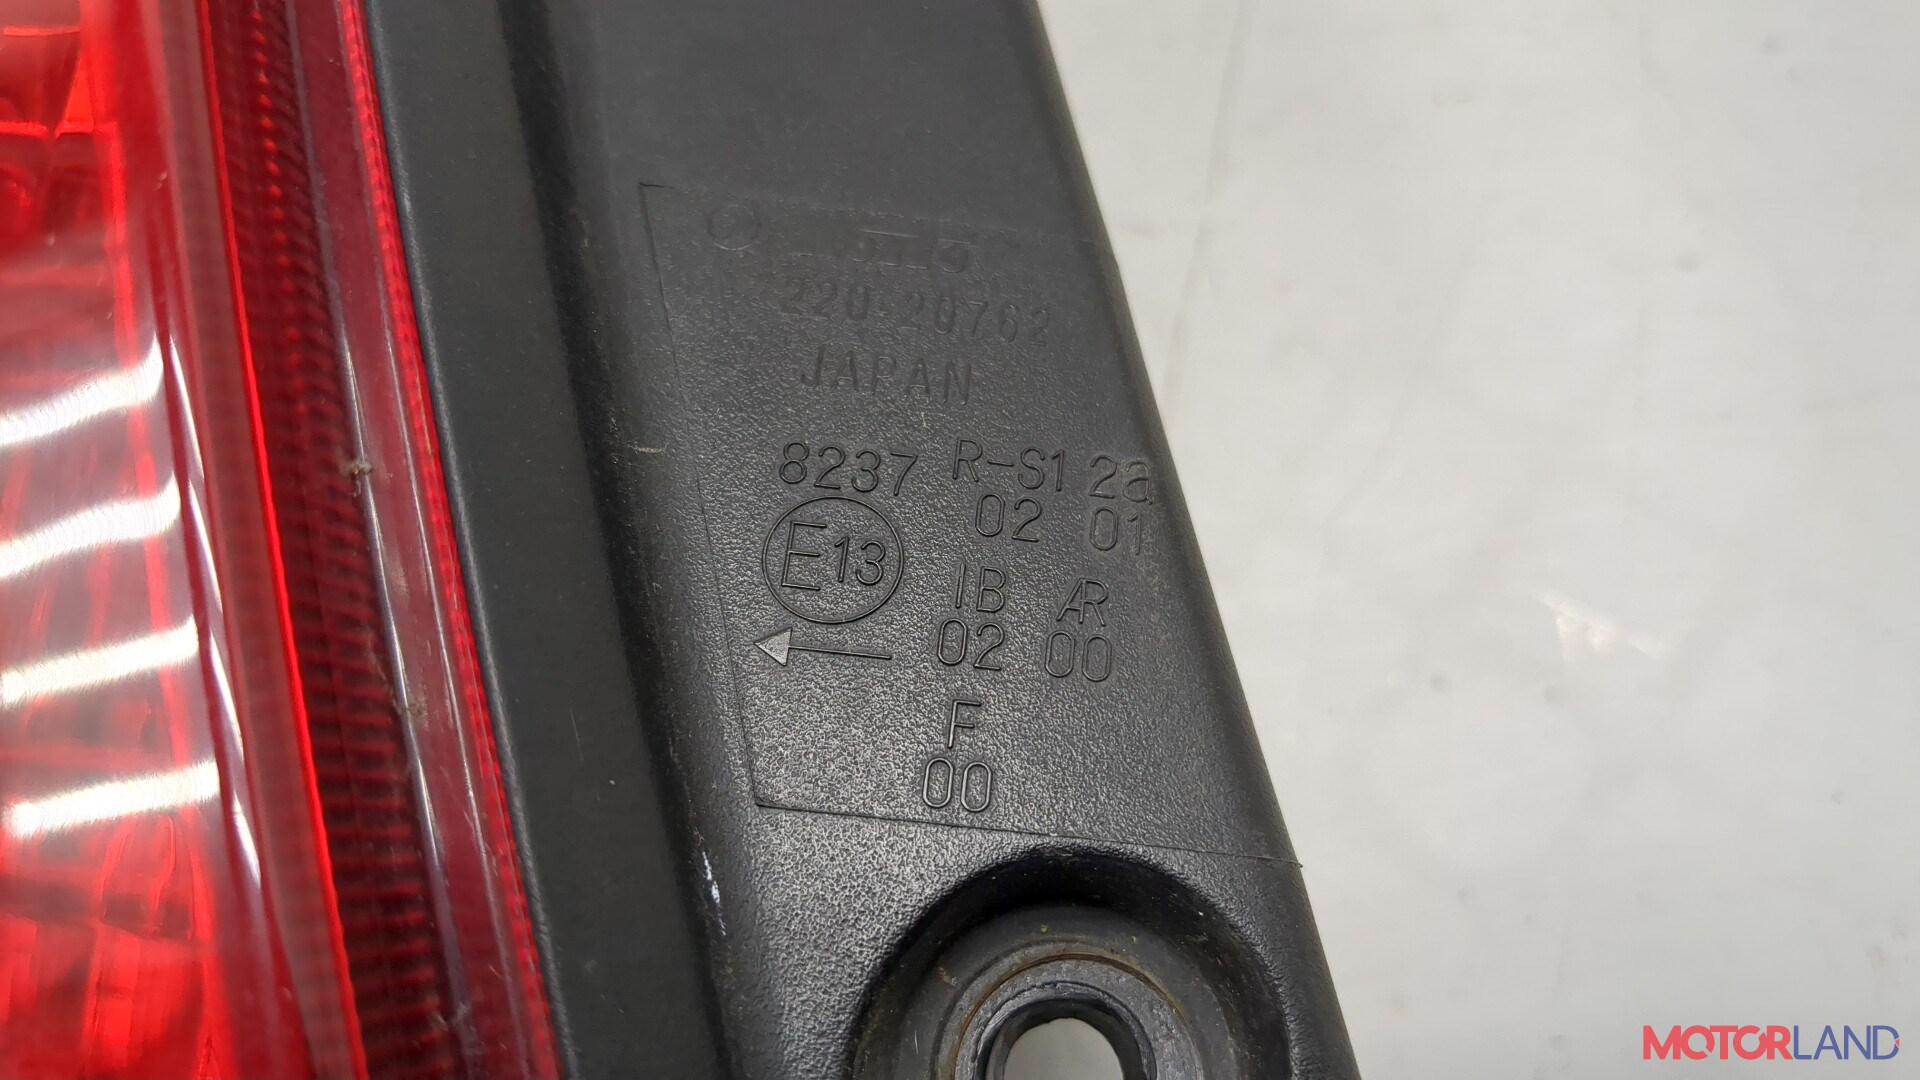 220-20762
JAPAN
8237 R-S1 2a
02 01
E13
IB AR
02 00
F
00
MOTORLAND